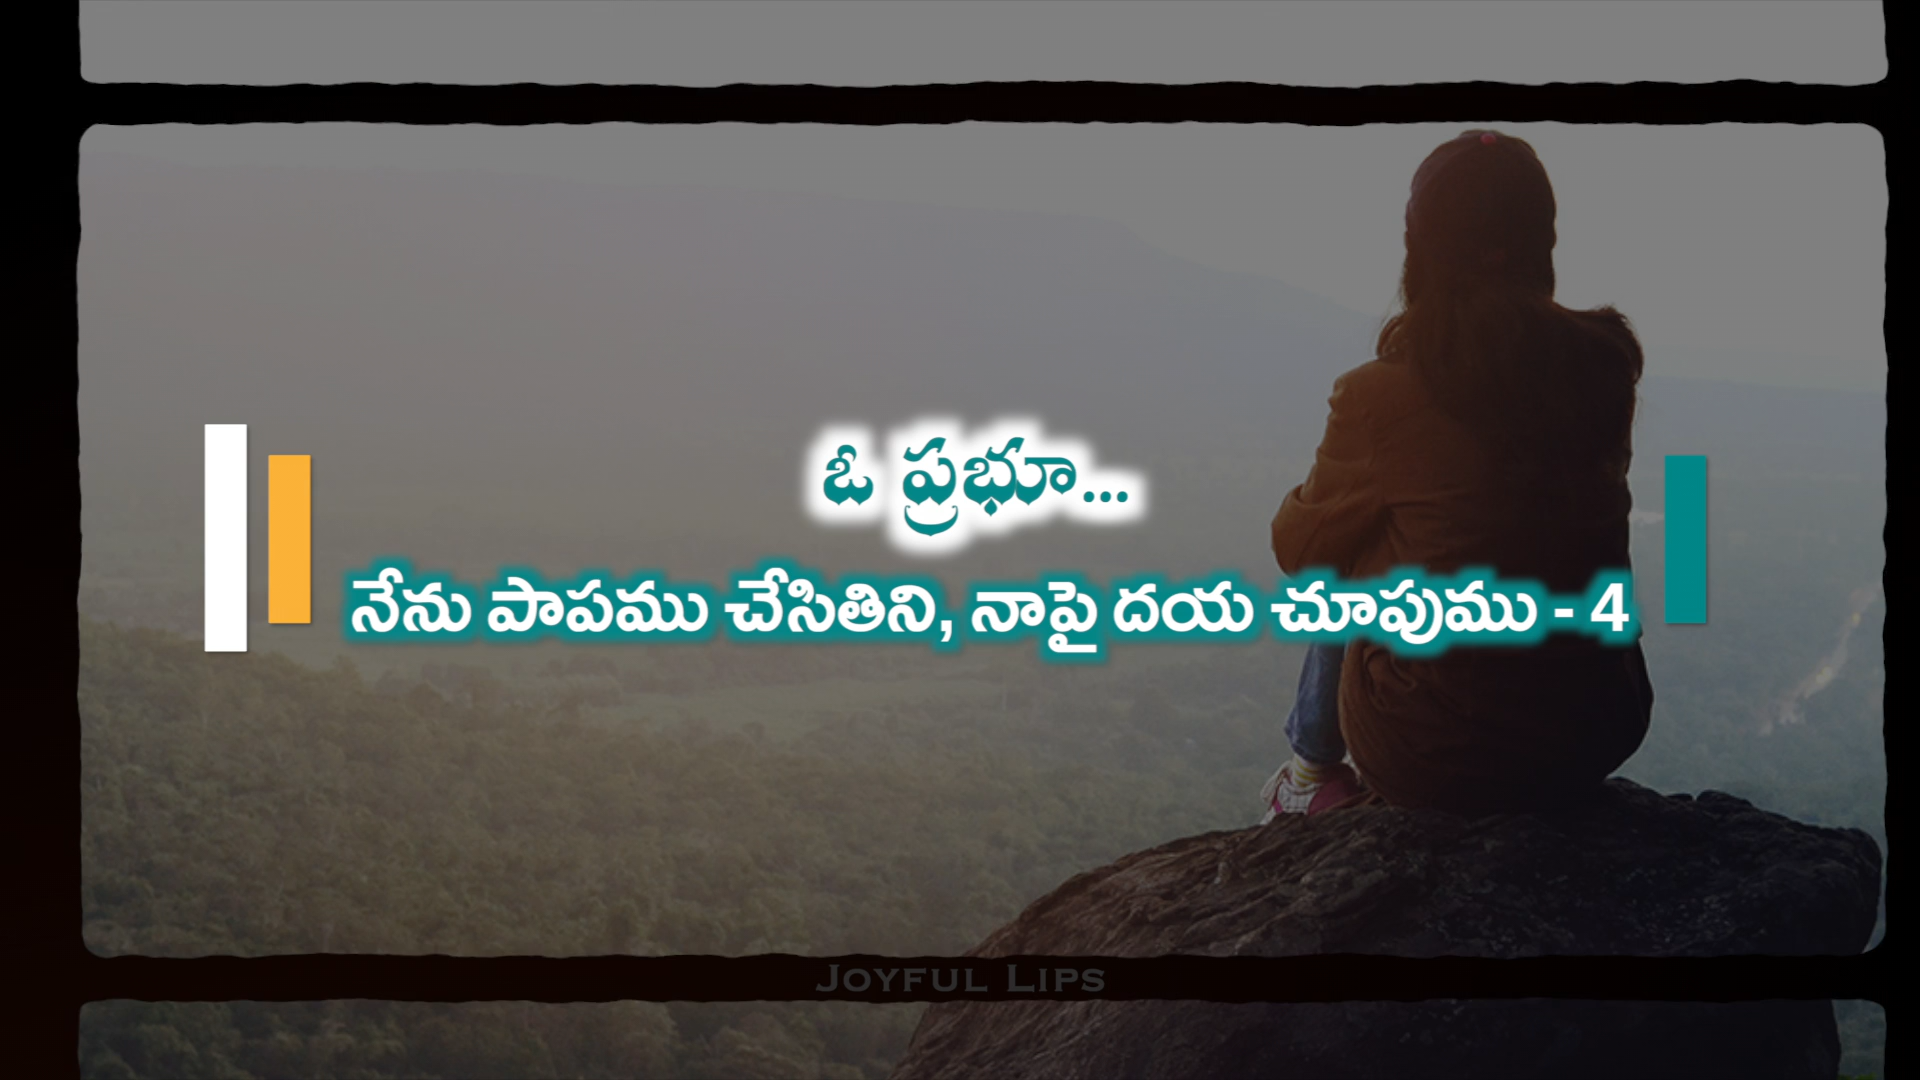 ఓ ప్రభూ...
నేను పాపము చేసితిని, నాపై దయ చూపుము - 4
Joyful Lips